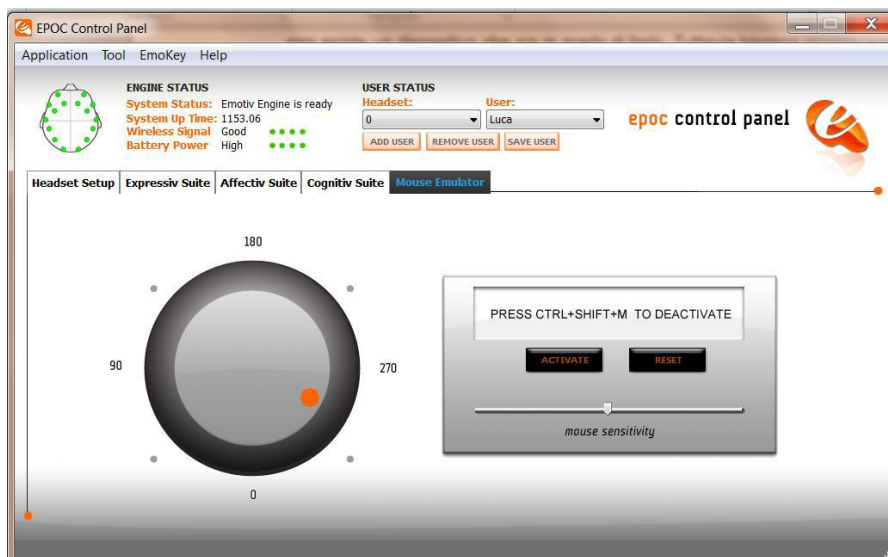 EPOC Control Panel
Application Tool EmoKey Help
ENGINE STATUS
System Status: Emotiv Engine is ready
System Up Time: 1153.06
Wireless Signal Good
Battery Power High
USER STATUS
Headset: User:
0 Luca
ADD USER REMOVE USER SAVE USER
epoc control panel
Headset Setup Expressiv Suite Affectiv Suite Cognitiv Suite Mouse Emulator
180
90
270
0
PRESS CTRL+SHIFT+M TO DEACTIVATE
ACTIVATE RESET
mouse sensitivity